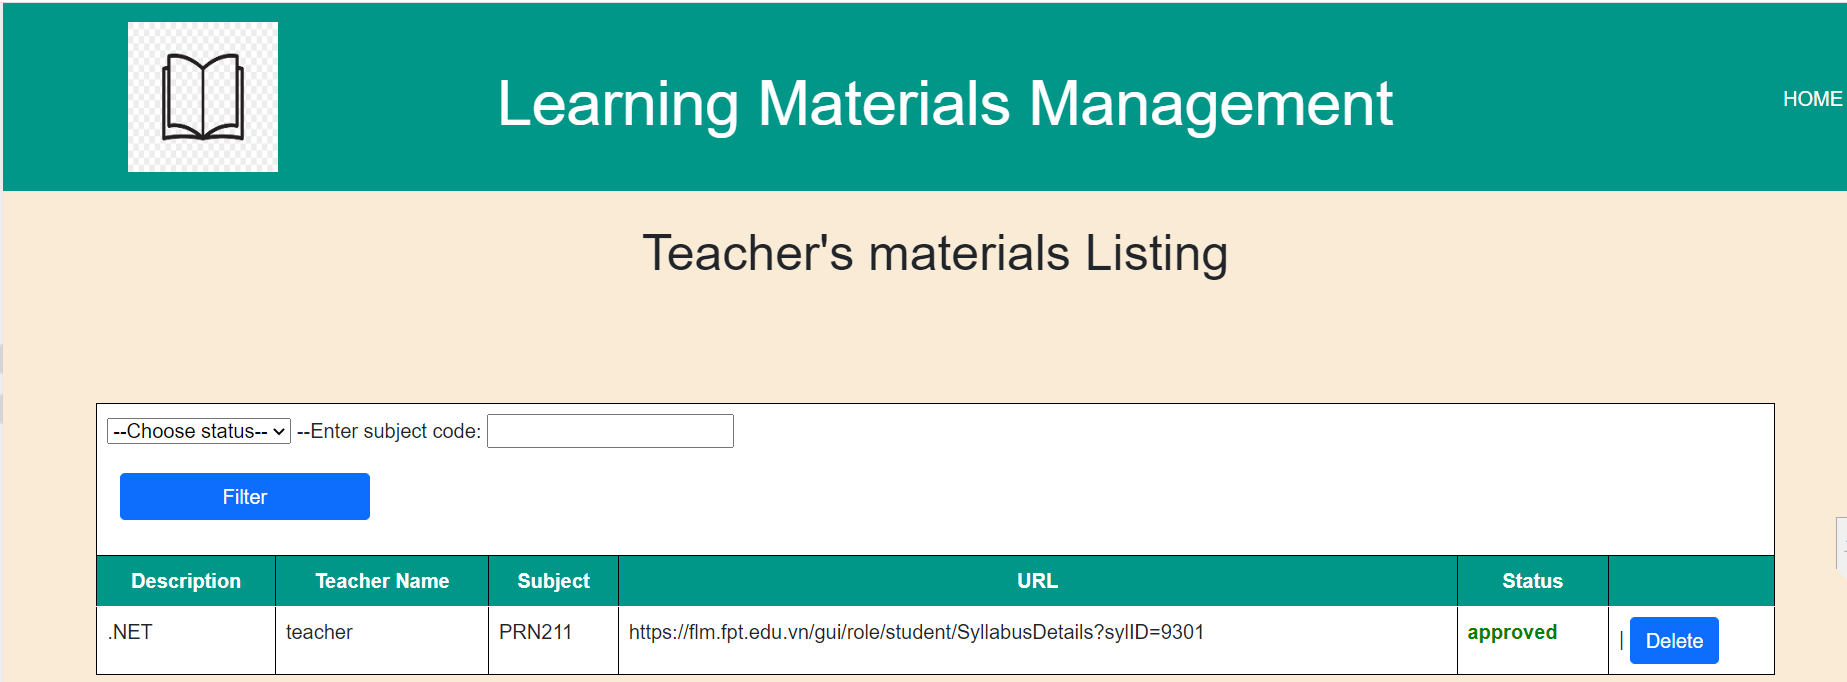 Learning Materials Management
HOME
Teacher's materials Listing
--Choose status-- --Enter subject code:
Filter
Description Teacher Name Subject URL Status
.NET teacher PRN211 https://flm.fpt.edu.vn/gui/role/student/SyllabusDetails?sylID=9301 approved | Delete